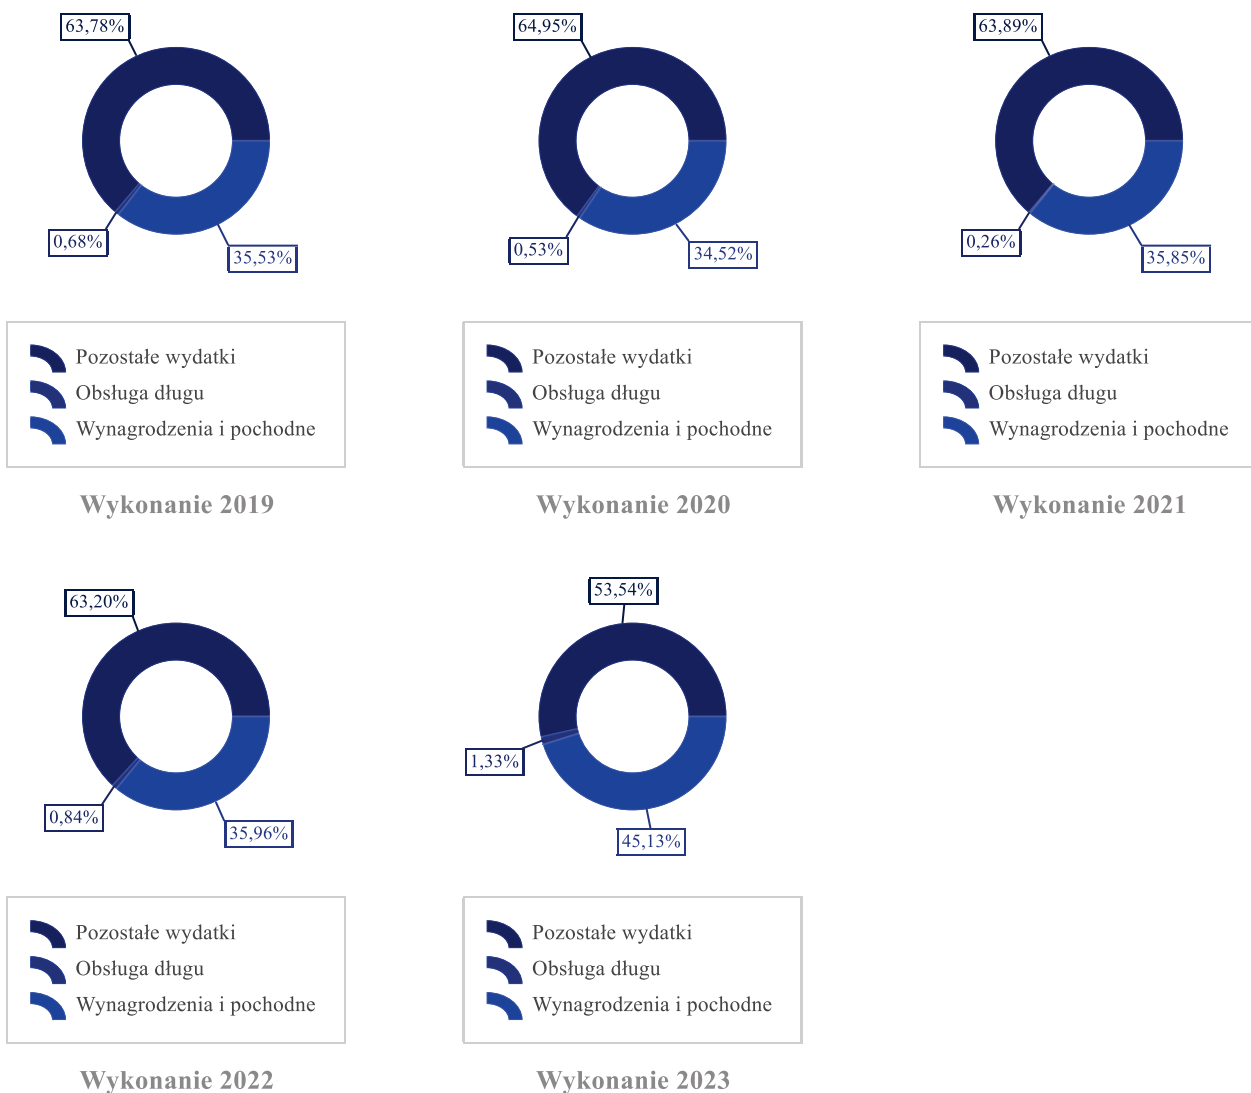 63,78%
0,68%
35,53%
Pozostałe wydatki
Obsługa długu
Wynagrodzenia i pochodne
Wykonanie 2019
64,95%
0,53%
34,52%
Pozostałe wydatki
Obsługa długu
Wynagrodzenia i pochodne
Wykonanie 2020
63,89%
0,26%
35,85%
Pozostałe wydatki
Obsługa długu
Wynagrodzenia i pochodne
Wykonanie 2021
63,20%
0,84%
35,96%
Pozostałe wydatki
Obsługa długu
Wynagrodzenia i pochodne
Wykonanie 2022
53,54%
1,33%
45,13%
Pozostałe wydatki
Obsługa długu
Wynagrodzenia i pochodne
Wykonanie 2023